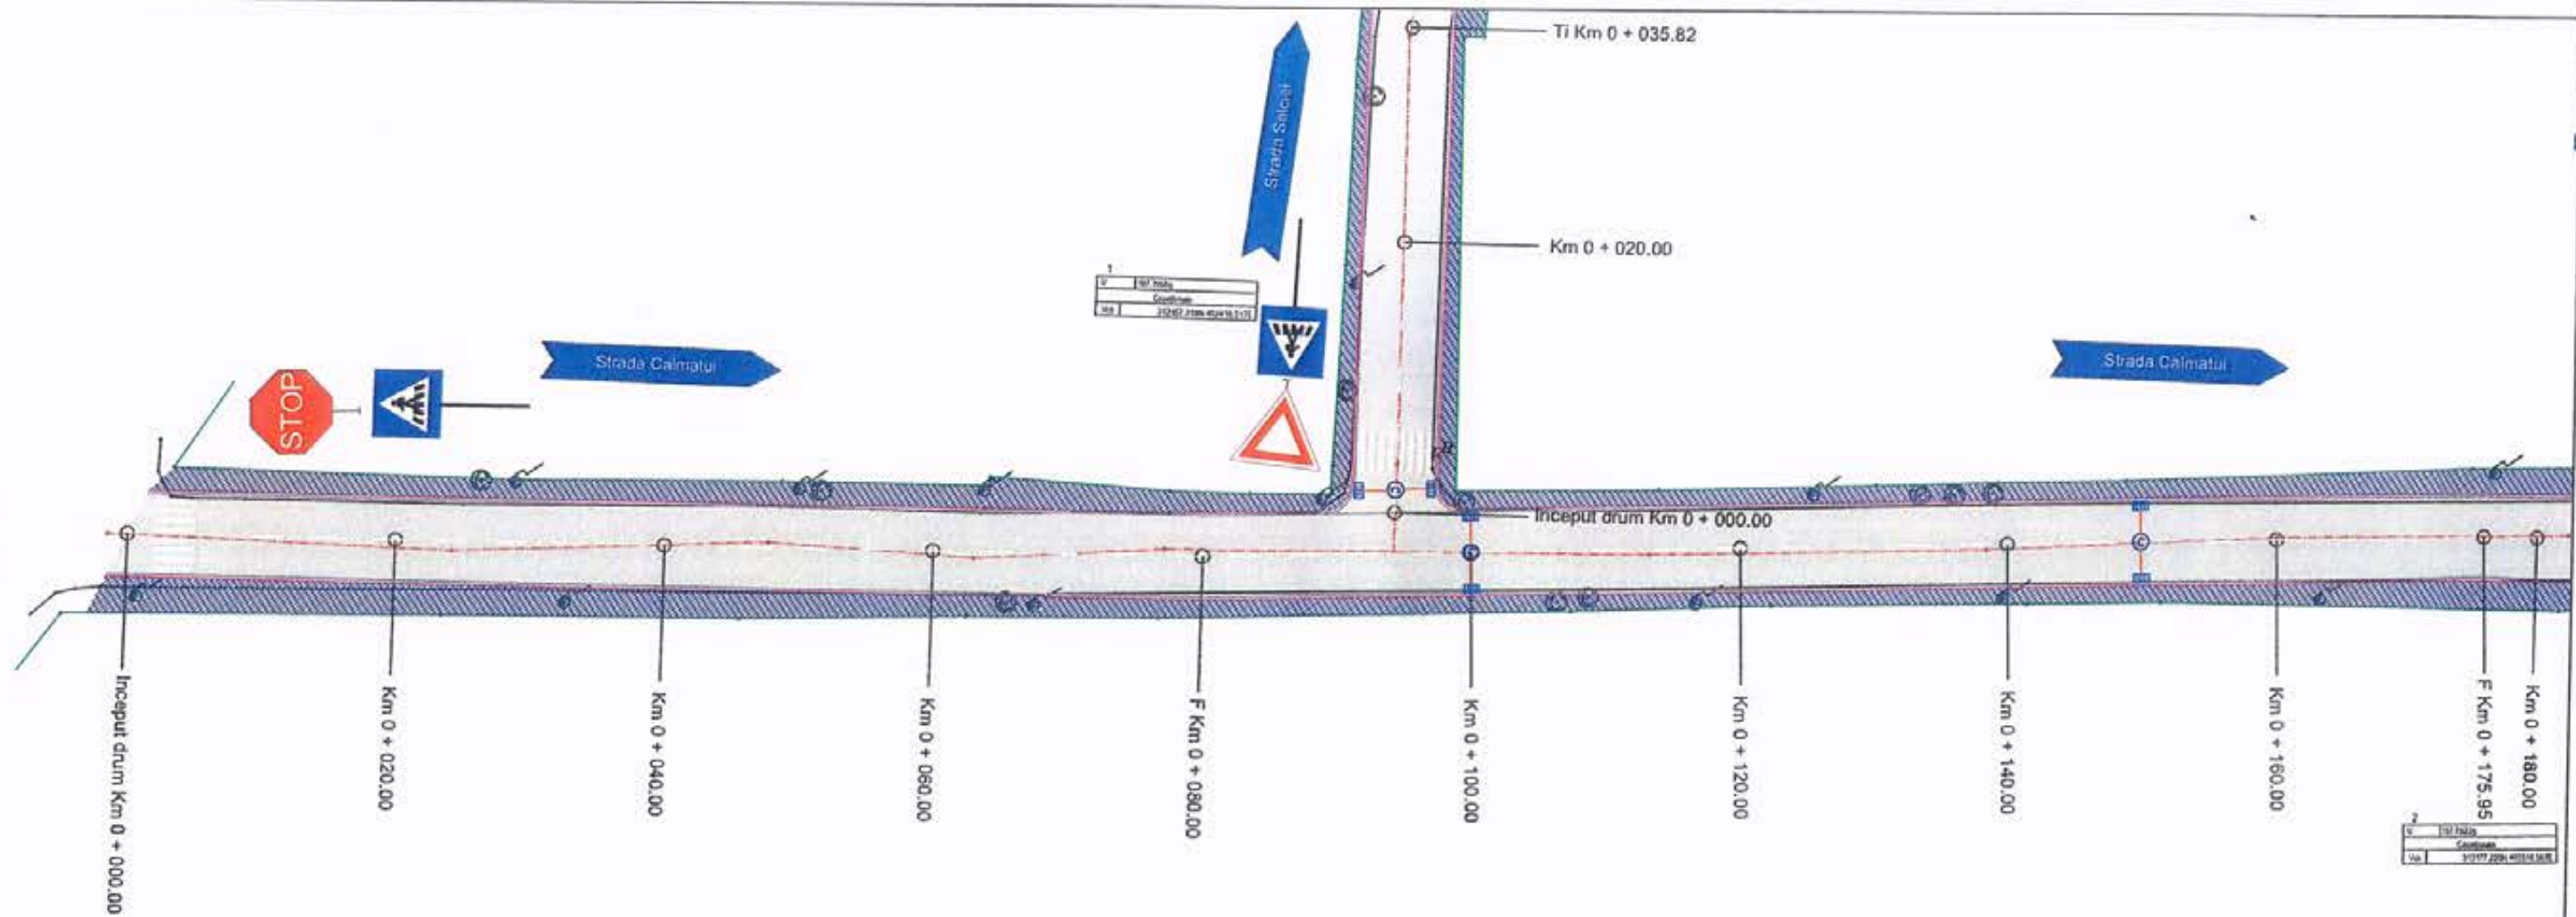 Ti Km 0 + 035.82
Strada Salciei
Km 0 + 020.00
1
Strada Calmatui
Strada Calmatui
STOP
Inceput drum Km 0 + 000.00
Inceput drum Km 0 + 000.00
Km 0 + 020.00
Km 0 + 040.00
Km 0 + 060.00
F Km 0 + 080.00
Km 0 + 100.00
Km 0 + 120.00
Km 0 + 140.00
Km 0 + 160.00
F Km 0 + 175.95
Km 0 + 180.00
2